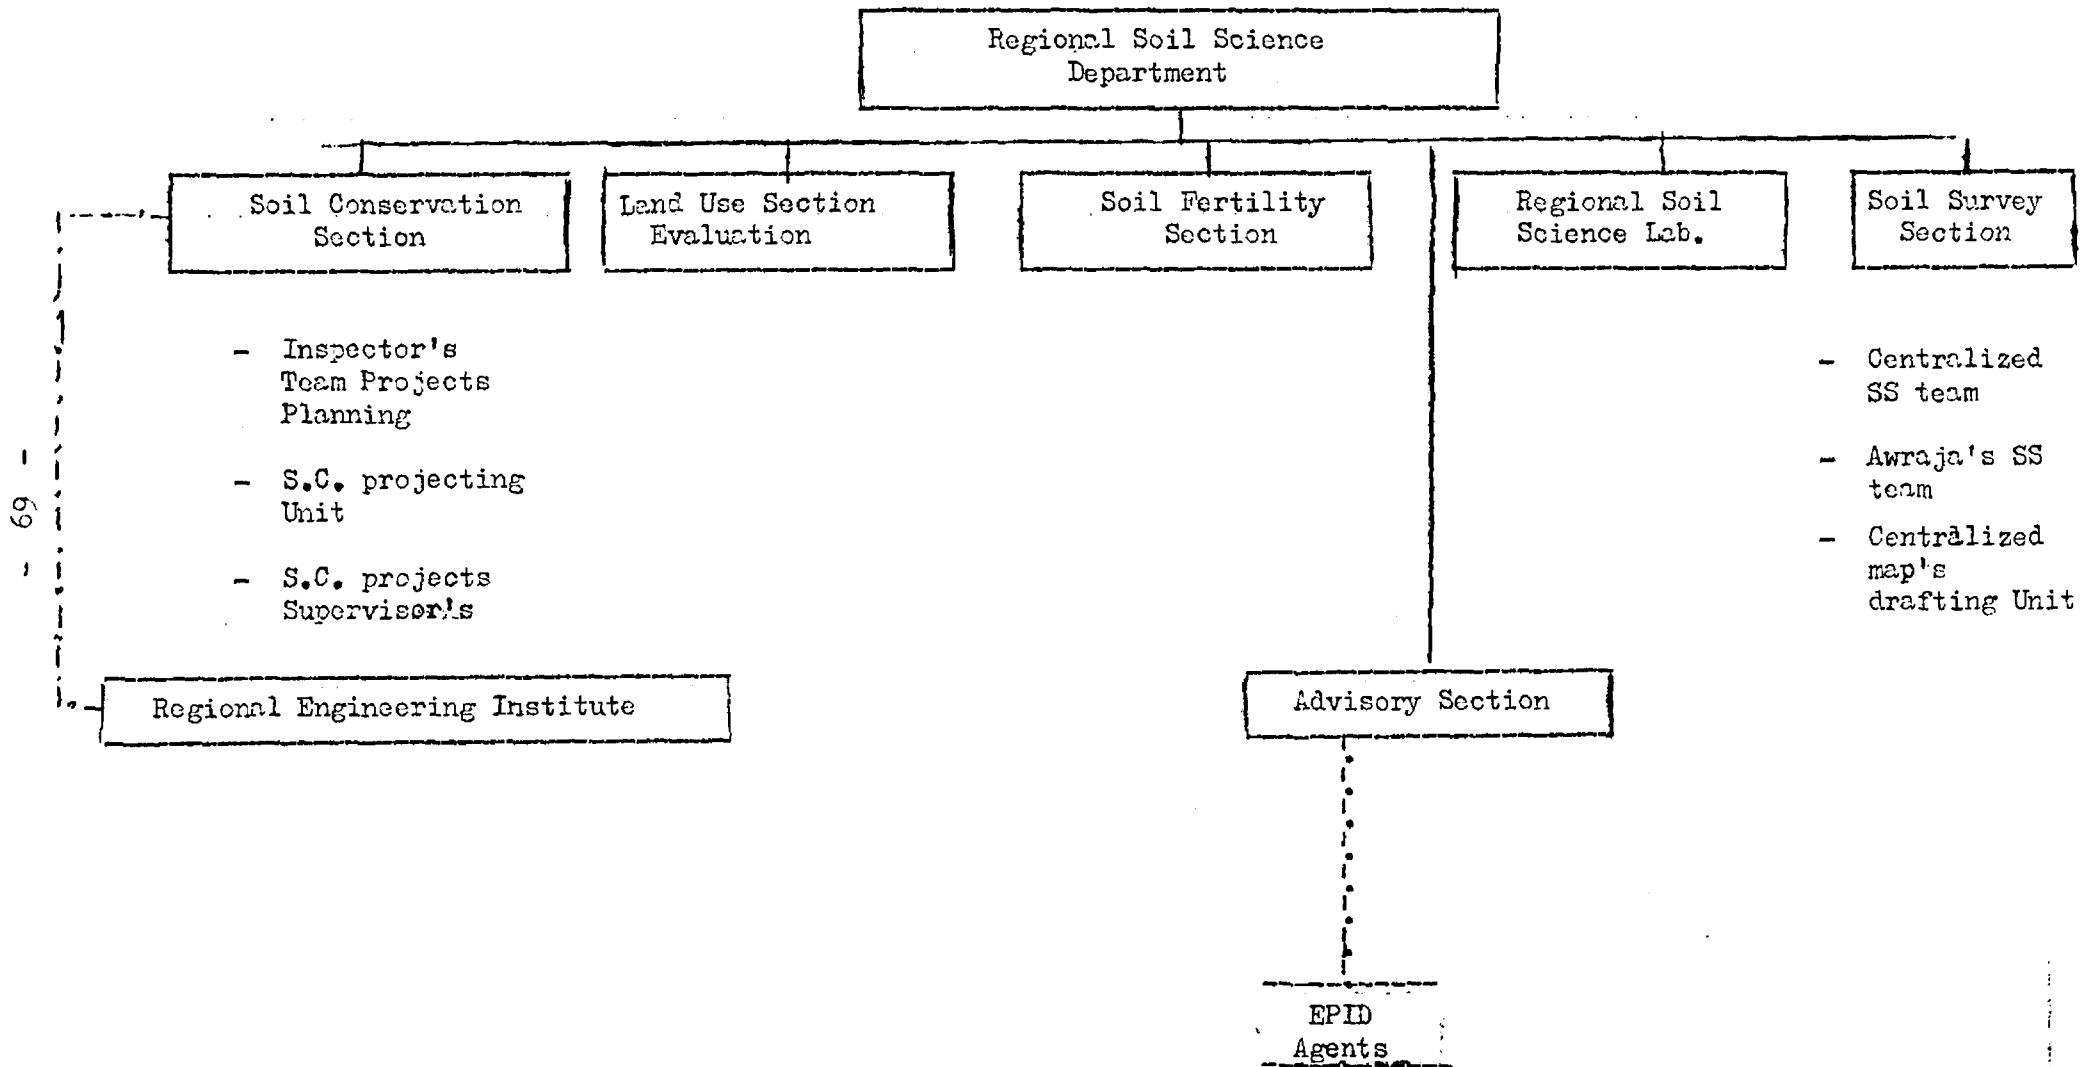 Regional Soil Science
Department
Soil Conservation
Section
Land Use Section
Evaluation
Soil Fertility
Section
Regional Soil
Science Lab.
Soil Survey
Section
- Inspector's
Team Projects
Planning
- S.C. projecting
Unit
- S.C. projects
Supervisor's
- Centralized
SS team
- Awraja's SS
team
- Centralized
map's
drafting Unit
- 69 -
Regional Engineering Institute
Advisory Section
EPID
Agents